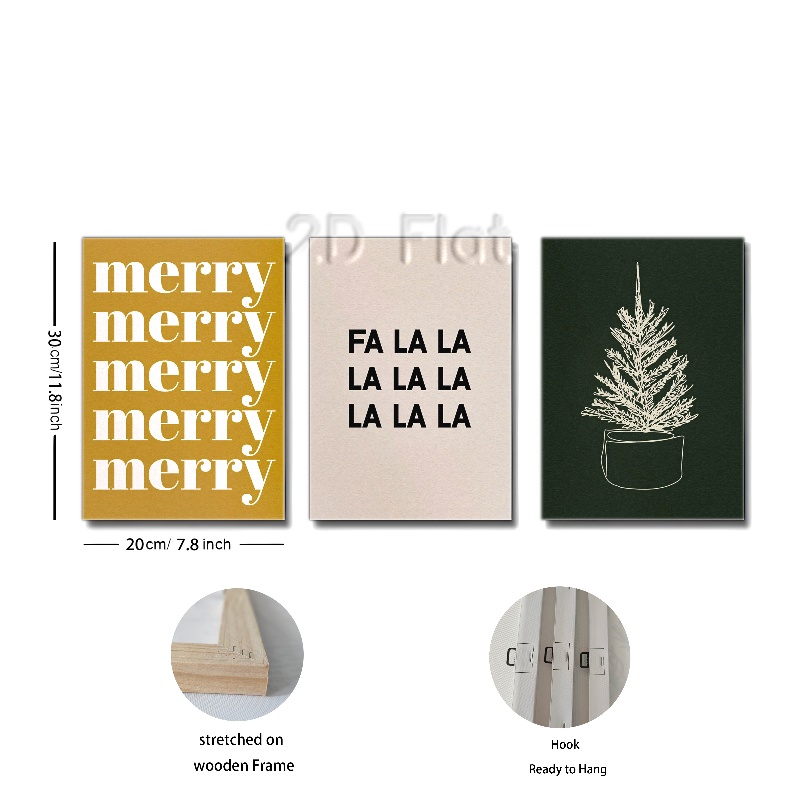 2D Flat
merry
merry
merry
merry
merry
FA LA LA
LA LA LA
LA LA LA
30cm/11.8inch
20cm/ 7.8 inch
stretched on
wooden Frame
Hook
Ready to Hang